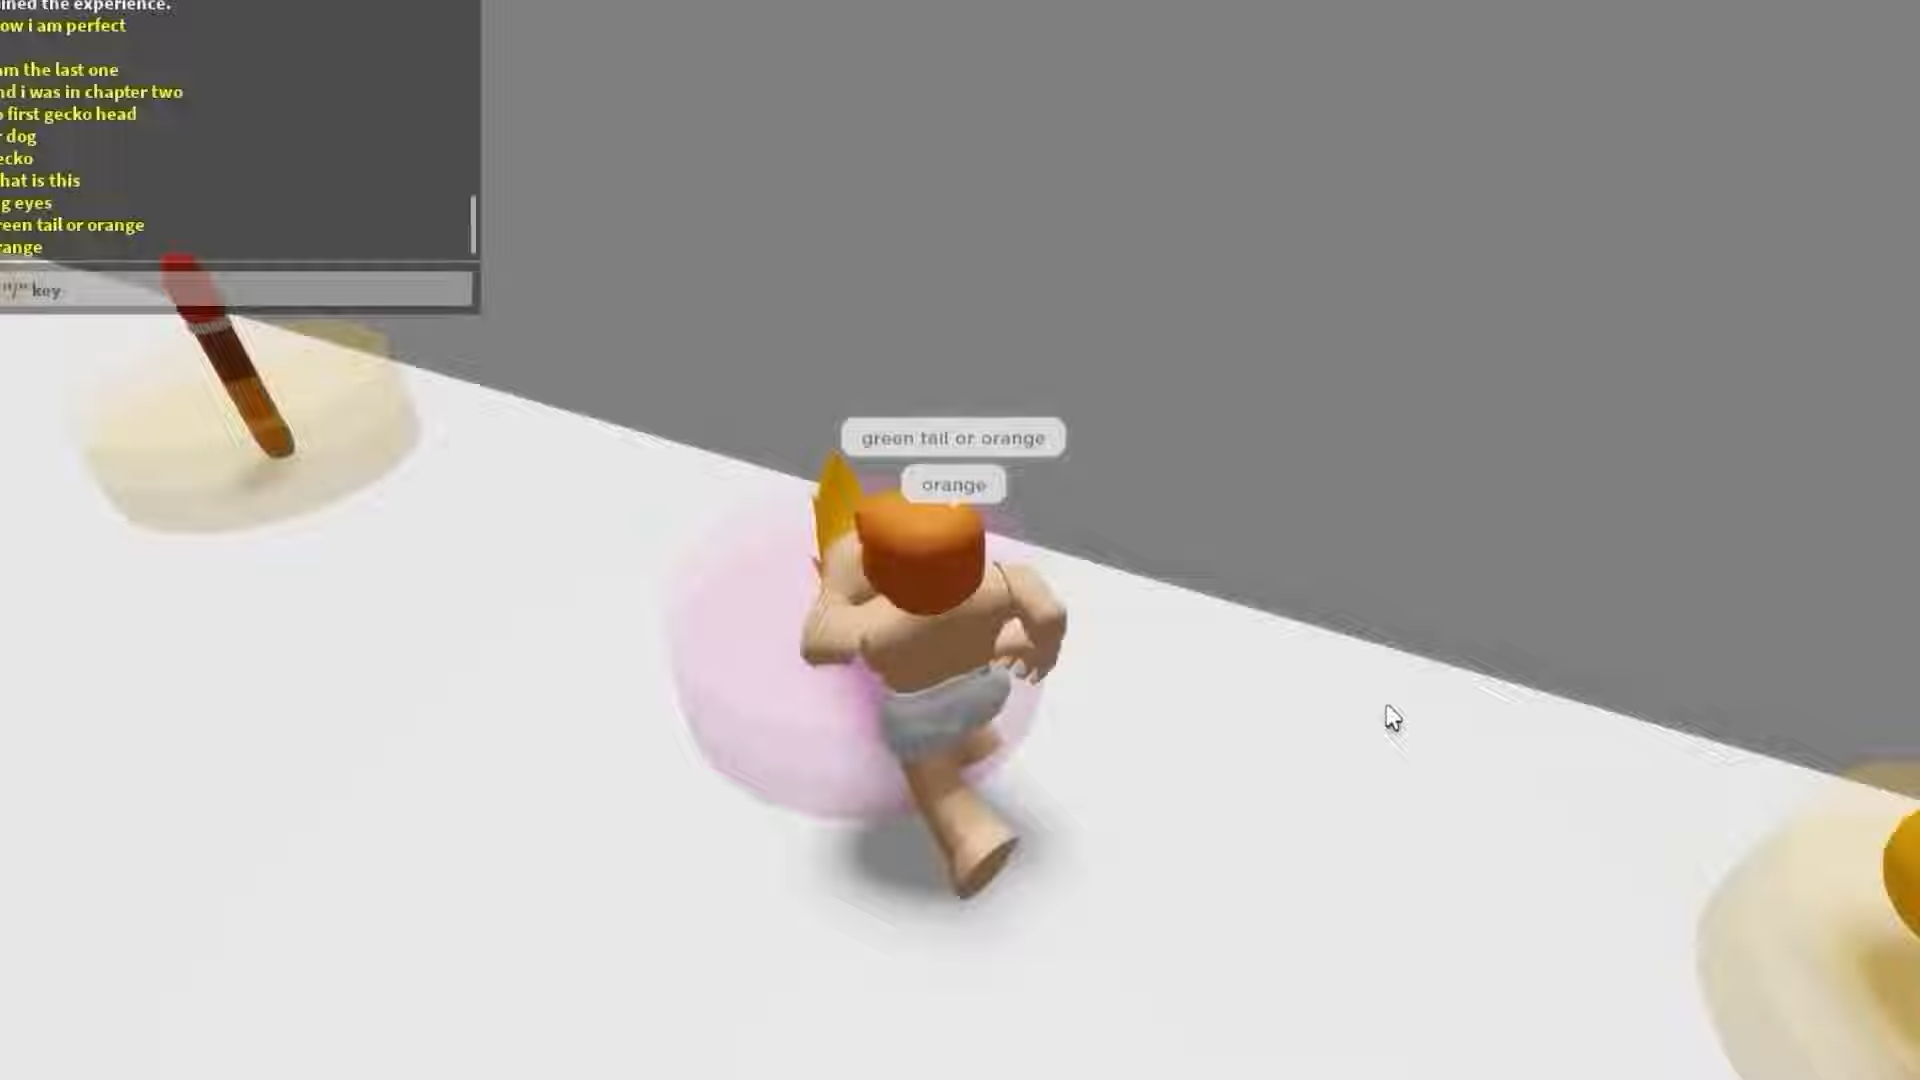 ined the experience.
ow i am perfect
am the last one
nd i was in chapter two
o first gecko head
r dog
ecko
hat is this
g eyes
reen tail or orange
range
"/" key
green tail or orange
orange